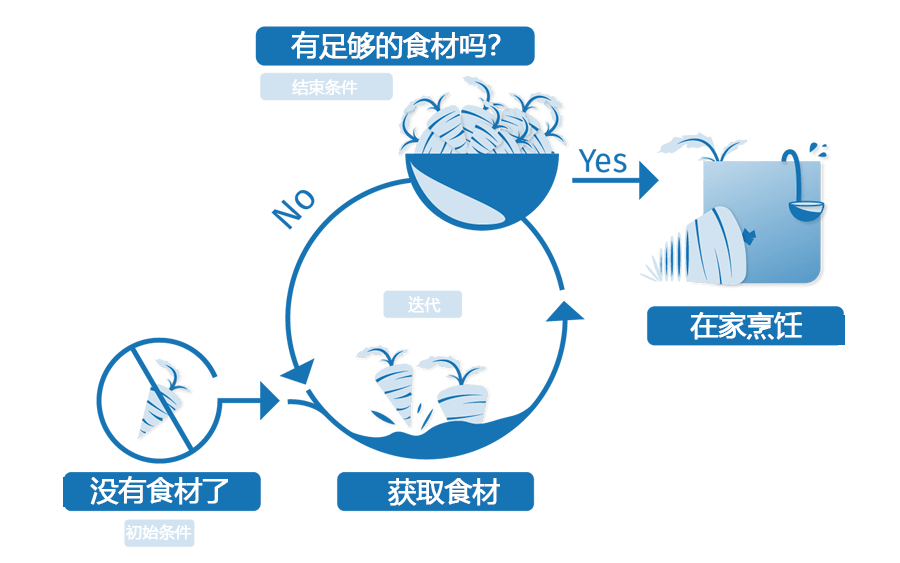 有足够的食材吗？
结束条件
Yes
No
迭代
在家烹饪
没有食材了
获取食材
初始条件